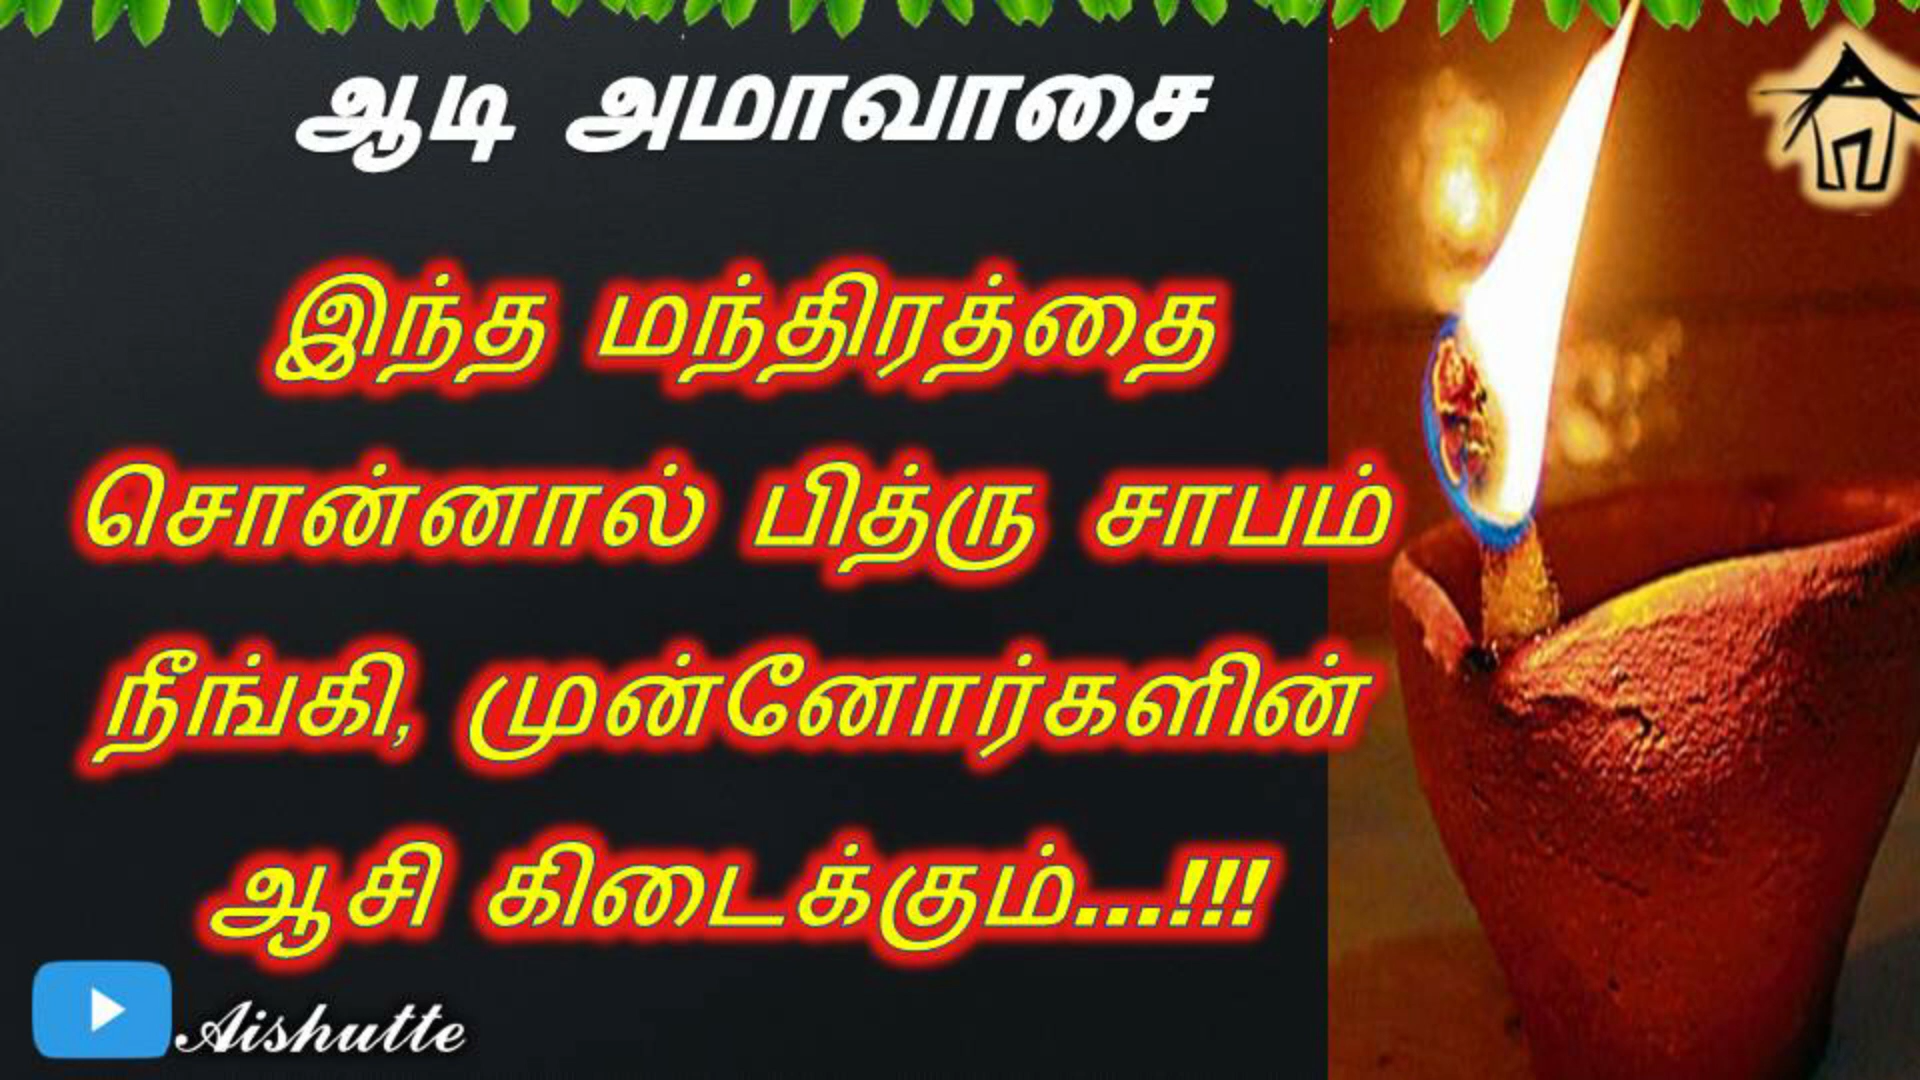 ஆடி அமாவாசை
இந்த மந்திரத்தை
சொன்னால் பித்ரு சாபம்
நீங்கி, முன்னோர்களின்
ஆசி கிடைக்கும்...!!!
Aishutte